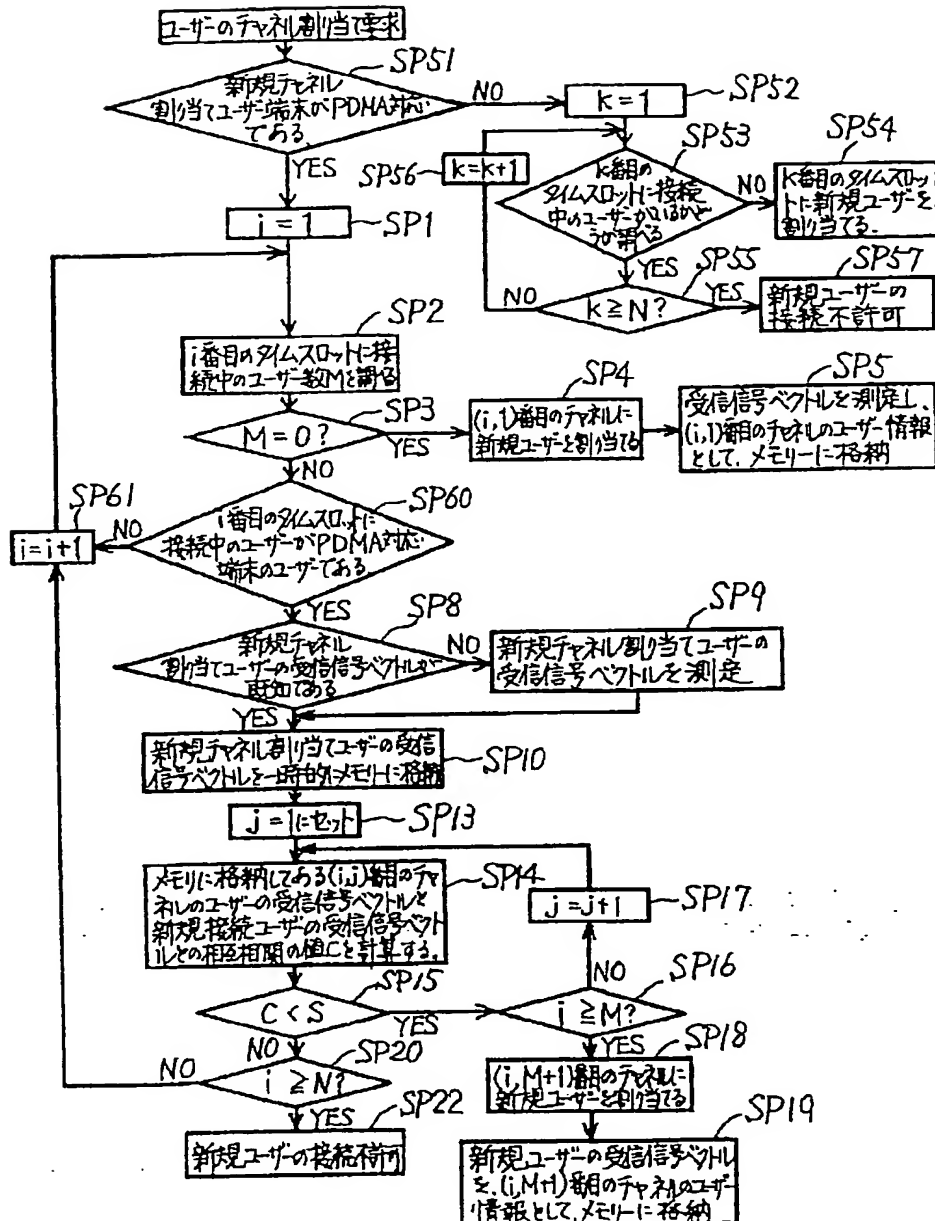 ユーザーのチャネル割り当て要求
SP51
新規チャネル
割り当てユーザー端末がPDMA対応
である
NO
k=1
SP52
YES
SP56
k=k+1
SP53
k番目の
タイムスロットに接続
中のユーザーがいるかど
うか調べる
NO
SP54
k番目のタイムスロッ
トに新規ユーザーを
割り当てる.
YES
i=1
SP1
SP55
k≧N?
NO
YES
SP57
新規ユーザーの
接続不許可
SP2
i番目のタイムスロットに接
続中のユーザー数Mを調べる
SP3
M=0?
YES
SP4
(i,1)番目のチャネルに
新規ユーザーを割り当てる
SP5
受信信号ベクトルを測定し、
(i,1)番目のチャネルのユーザー情報
として、メモリーに格納
NO
SP60
i番目のタイムスロットに
接続中のユーザーがPDMA対応
端末のユーザーである
SP61
i=i+1
NO
YES
SP8
新規チャネル
割り当てユーザーの受信信号ベクトルが
既知である
NO
SP9
新規チャネル割り当てユーザーの
受信信号ベクトルを測定
YES
新規チャネル割り当てユーザーの受信
信号ベクトルを一時的にメモリーに格納
SP10
j=1にセット
SP13
メモリに格納してある(i,j)番目のチャ
ネルのユーザーの受信信号ベクトルと
新規接続ユーザーの受信信号ベク
トルとの相互相関の値Cを計算する。
SP14
j=j+1
SP17
NO
SP15
C<S
YES
SP16
j≧M?
NO
SP20
i≧N?
NO
YES
SP18
(i,M+1)番目のチャネルに
新規ユーザーを割り当てる
YES
SP22
新規ユーザーの接続不許可
SP19
新規ユーザーの受信信号ベクトル
を、(i,M+1)番目のチャネルのユーザー
情報として、メモリーに格納